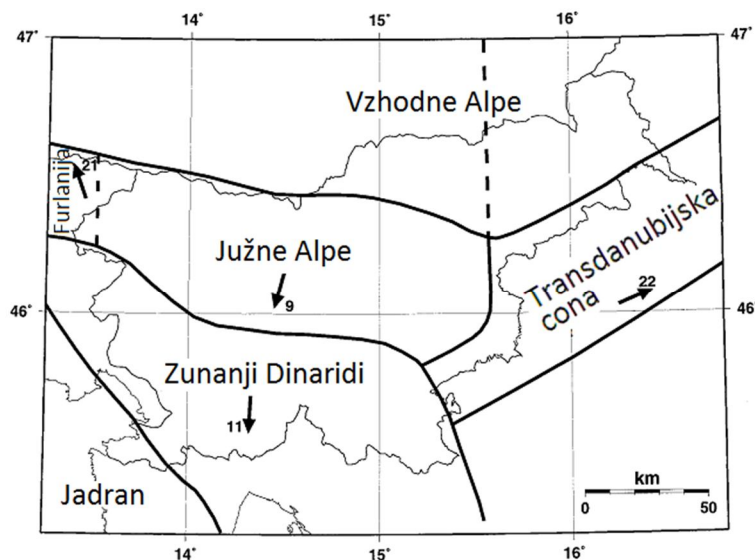 14° 15° 16°
47° 47°
Vzhodne Alpe
Furlanija
21
Južne Alpe
9
Transdanubijska
cona
22
46° 46°
Zunanji Dinaridi
11
Jadran
km
0 50
14° 15° 16°